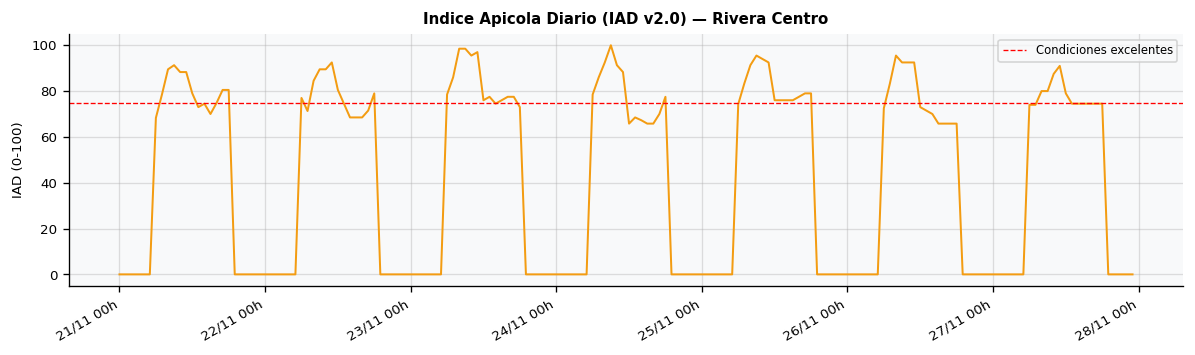 Indice Apicola Diario (IAD v2.0) — Rivera Centro
Condiciones excelentes
IAD (0-100)
100
80
60
40
20
0
21/11 00h
22/11 00h
23/11 00h
24/11 00h
25/11 00h
26/11 00h
27/11 00h
28/11 00h